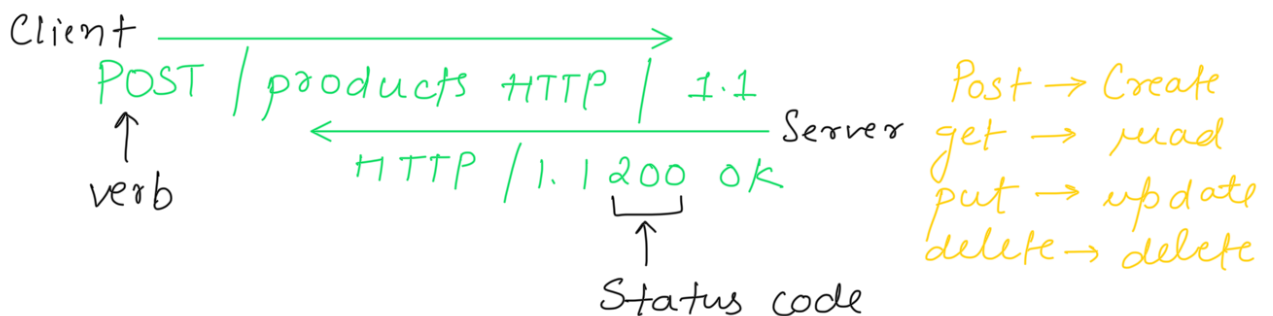 Client
POST /products HTTP/1.1
verb
Server
HTTP/1.1 200 OK
Status code
Post → Create
get → read
put → update
delete → delete